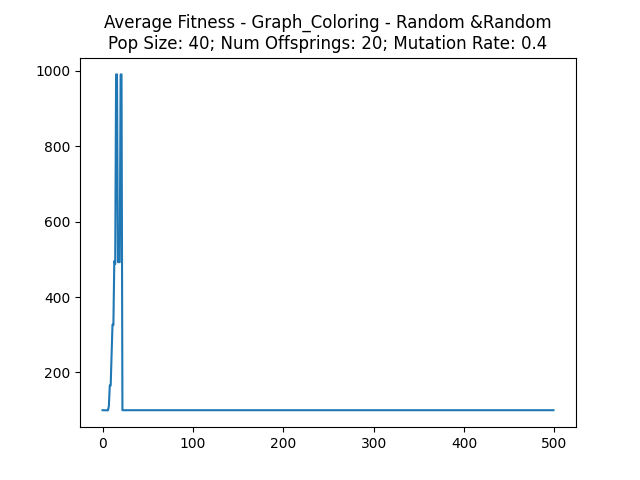 Average Fitness - Graph_Coloring - Random &Random
Pop Size: 40; Num Offsprings: 20; Mutation Rate: 0.4
1000
800
600
400
200
0 100 200 300 400 500